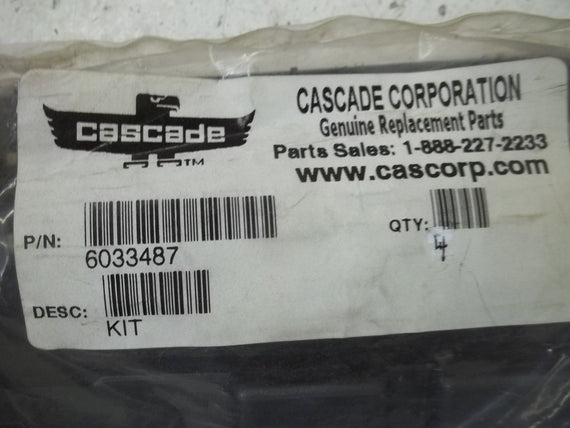 cascade TM
CASCADE CORPORATION
Genuine Replacement Parts
Parts Sales: 1-888-227-2233
www.cascorp.com
P/N:
6033487
QTY:
4
DESC:
KIT